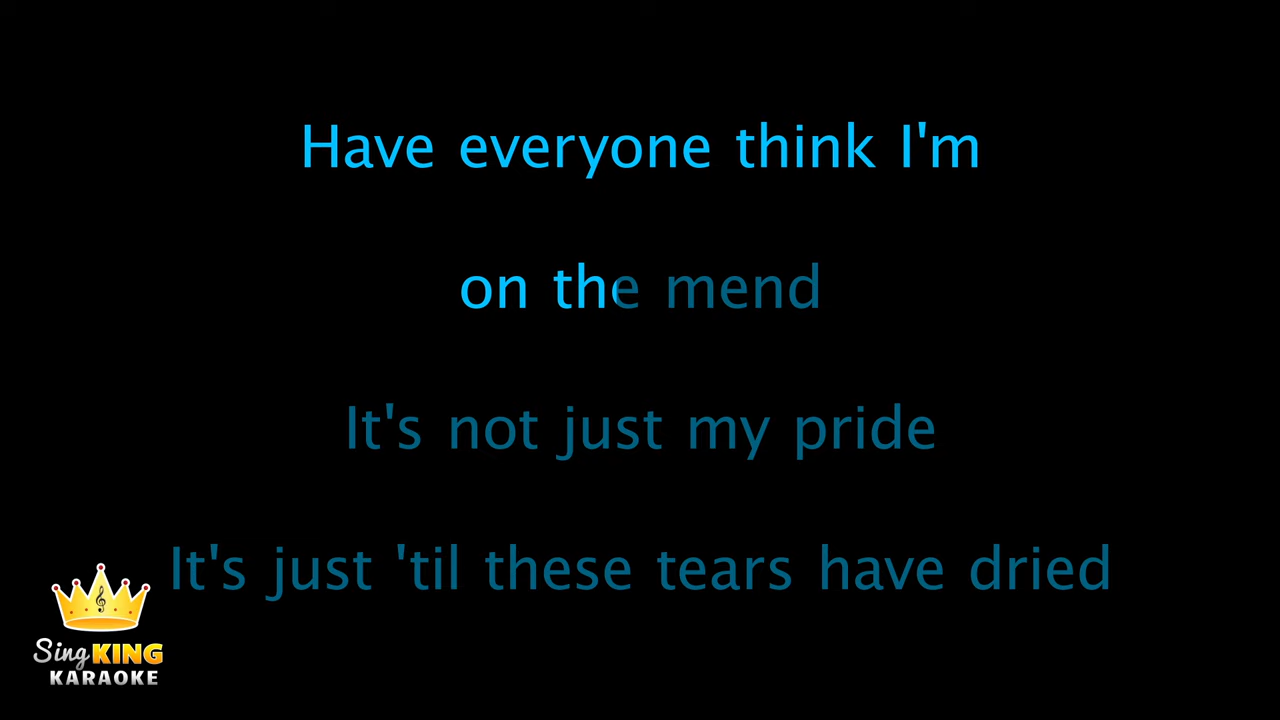 Have everyone think I'm
on the mend
It's not just my pride
It's just 'til these tears have dried
Sing KING
KARAOKE